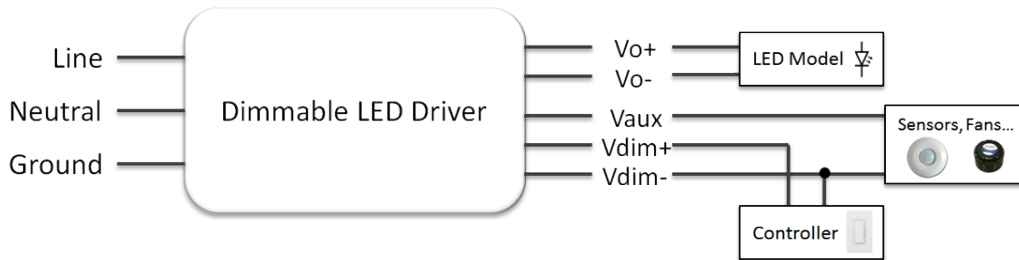 Line
Neutral
Ground
Dimmable LED Driver
Vo+
Vo-
Vaux
Vdim+
Vdim-
LED Model
Sensors, Fans...
Controller